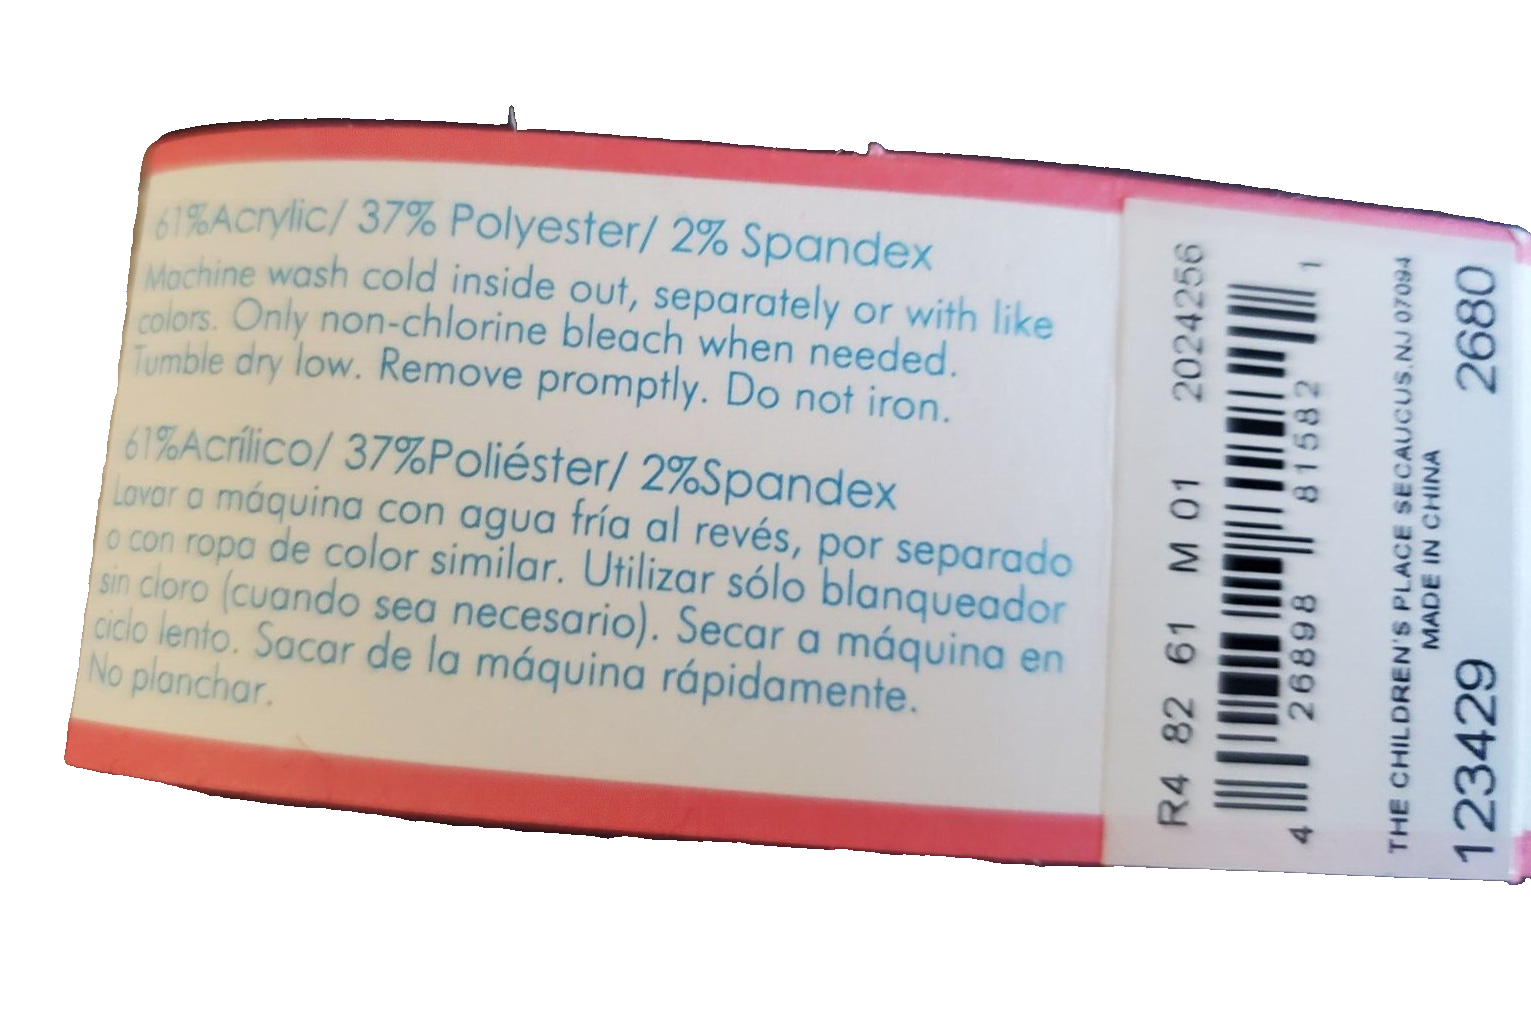 61%Acrylic/ 37% Polyester/ 2% Spandex
Machine wash cold inside out, separately or with like
colors. Only non-chlorine bleach when needed.
Tumble dry low. Remove promptly. Do not iron.
61%Acrílico/ 37%Poliéster/ 2%Spandex
Lavar a máquina con agua fría al revés, por separado
o con ropa de color similar. Utilizar sólo blanqueador
sin cloro (cuando sea necesario). Secar a máquina en
ciclo lento. Sacar de la máquina rápidamente.
No planchar.
R4 82 61 M 01 2024256
4 26898 81582 1
THE CHILDREN'S PLACE SECAUCUS.NJ 07094
MADE IN CHINA
123429 2680